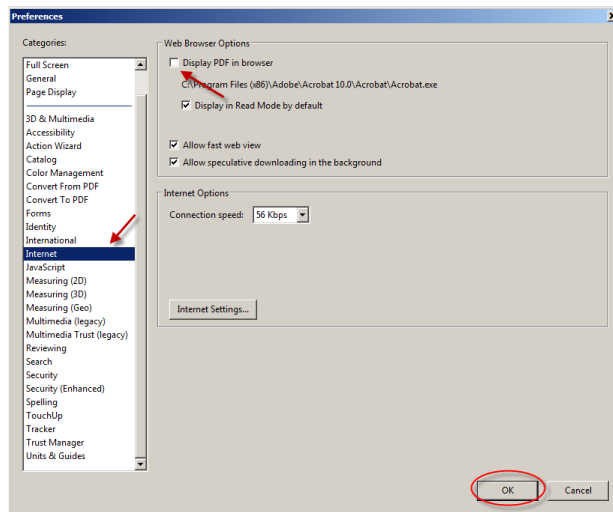 Preferences
Categories:
Full Screen
General
Page Display
3D & Multimedia
Accessibility
Action Wizard
Catalog
Color Management
Convert From PDF
Convert To PDF
Forms
Identity
International
Internet
JavaScript
Measuring (2D)
Measuring (3D)
Measuring (Geo)
Multimedia (legacy)
Multimedia Trust (legacy)
Reviewing
Search
Security
Security (Enhanced)
Spelling
TouchUp
Tracker
Trust Manager
Units & Guides
Web Browser Options
Display PDF in browser
C:\Program Files (x86)\Adobe\Acrobat 10.0\Acrobat\Acrobat.exe
Display in Read Mode by default
Allow fast web view
Allow speculative downloading in the background
Internet Options
Connection speed: 56 Kbps
Internet Settings...
OK Cancel